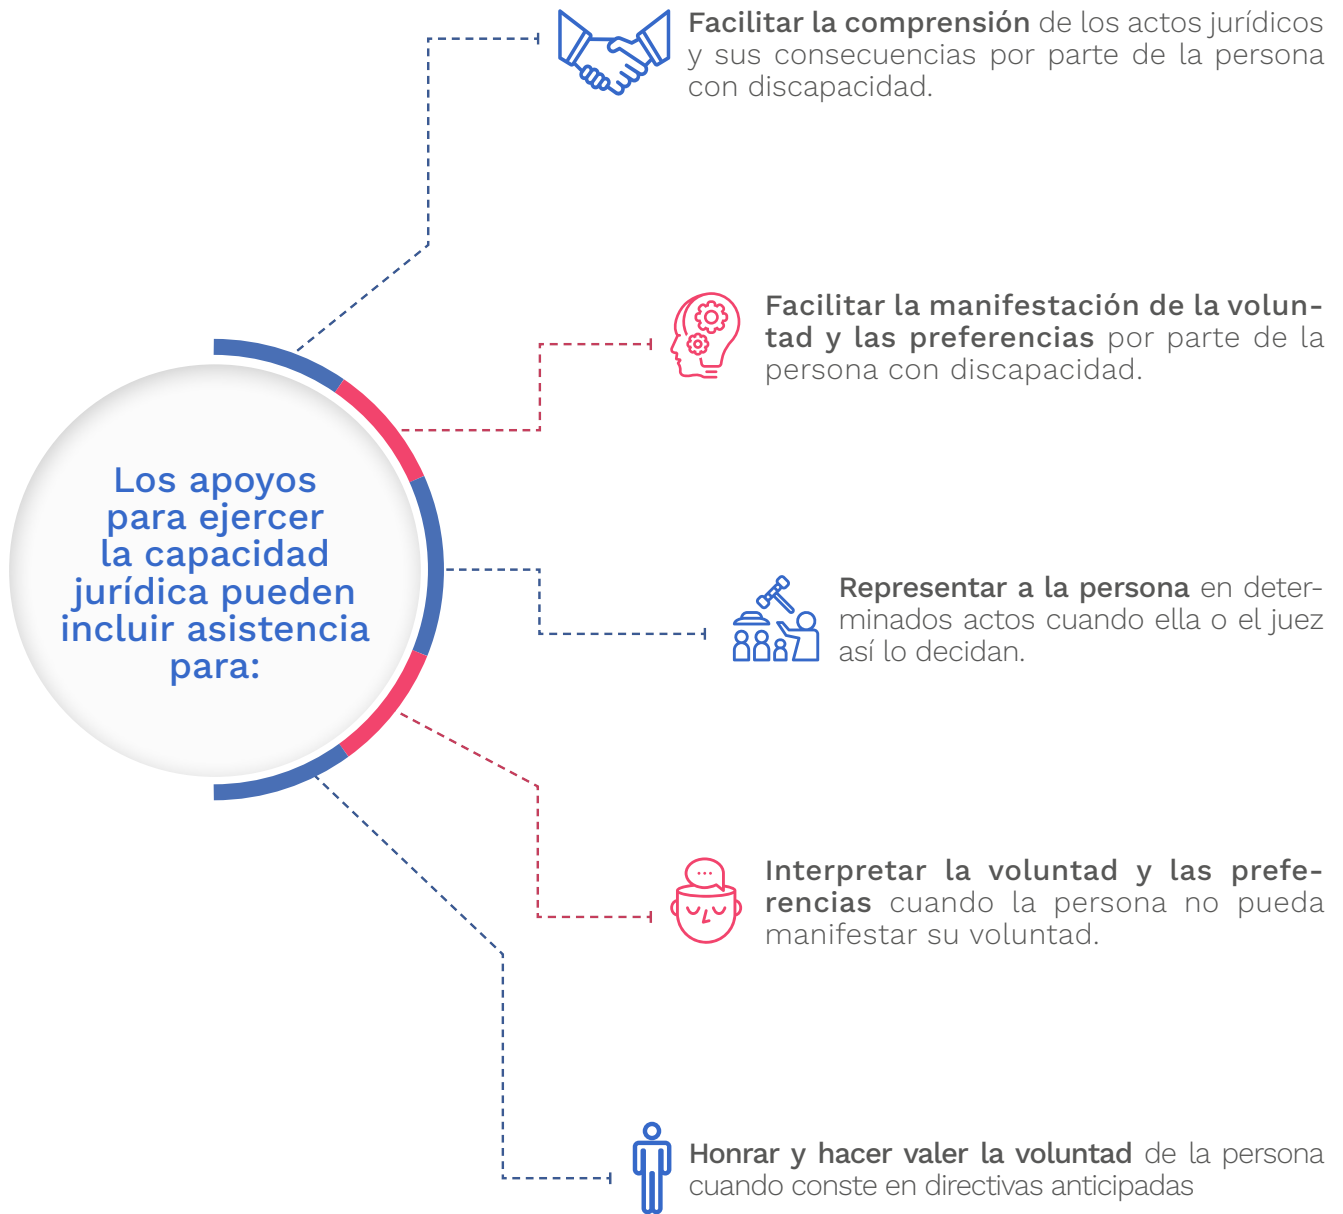 Facilitar la comprensión de los actos jurídicos
y sus consecuencias por parte de la persona
con discapacidad.
Facilitar la manifestación de la volun-
tad y las preferencias por parte de la
persona con discapacidad.
Los apoyos
para ejercer
la capacidad
jurídica pueden
incluir asistencia
para:
Representar a la persona en deter-
minados actos cuando ella o el juez
así lo decidan.
Interpretar la voluntad y las prefe-
rencias cuando la persona no pueda
manifestar su voluntad.
Honrar y hacer valer la voluntad de la persona
cuando conste en directivas anticipadas